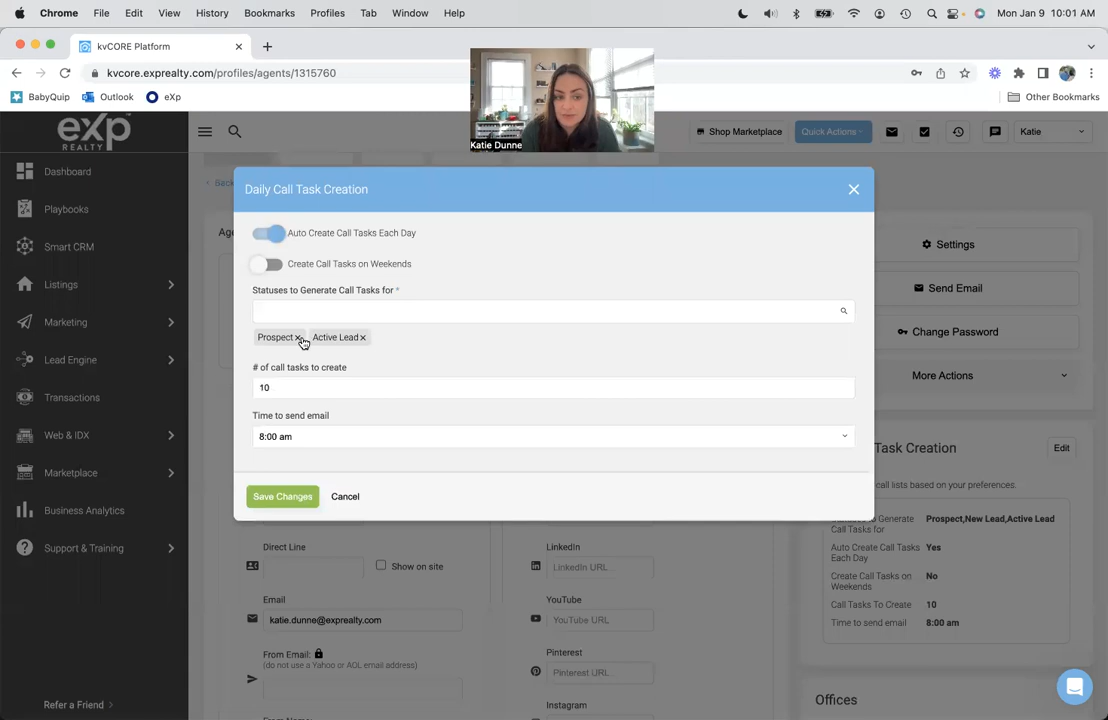 Chrome File Edit View History Bookmarks Profiles Tab Window Help Mon Jan 9 10:01 AM
kvCORE Platform
kvcore.exprealty.com/profiles/agents/1315760
BabyQuip Outlook eXp Other Bookmarks
Katie Dunne
eXp
REALTY
Shop Marketplace Quick Actions Katie
Dashboard
Playbooks
Smart CRM
Listings
Marketing
Lead Engine
Transactions
Web & IDX
Marketplace
Business Analytics
Support & Training
Refer a Friend
Back
Daily Call Task Creation
Auto Create Call Tasks Each Day
Create Call Tasks on Weekends
Statuses to Generate Call Tasks for *
Prospect Active Lead
# of call tasks to create
10
Time to send email
8:00 am
Save Changes Cancel
Settings
Send Email
Change Password
More Actions
Task Creation Edit
call lists based on your preferences.
to Generate Prospect,New Lead,Active Lead
Call Tasks for
Auto Create Call Tasks Yes
Each Day
Create Call Tasks on No
Weekends
Call Tasks To Create 10
Time to send email 8:00 am
Offices
Direct Line
Show on site
Email
katie.dunne@exprealty.com
From Email:
(do not use a Yahoo or AOL email address)
LinkedIn
LinkedIn URL...
YouTube
YouTube URL
Pinterest
Pinterest URL...
Instagram